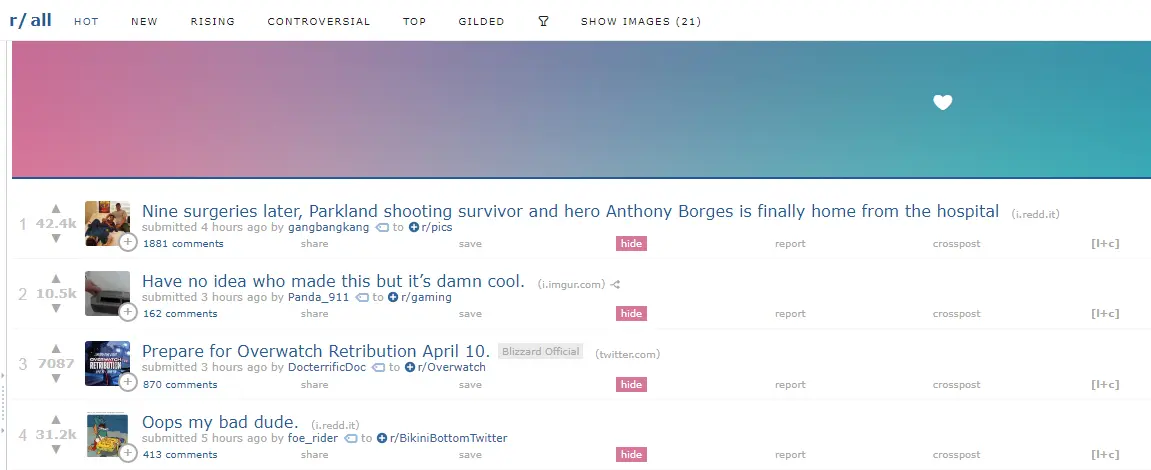 r/ all HOT NEW RISING CONTROVERSIAL TOP GILDED SHOW IMAGES (21)
1 42.4k Nine surgeries later, Parkland shooting survivor and hero Anthony Borges is finally home from the hospital (i.redd.it)
submitted 4 hours ago by gangbangkang to r/pics
1881 comments share save hide report crosspost [l+c]
2 10.5k Have no idea who made this but it’s damn cool. (i.imgur.com)
submitted 3 hours ago by Panda_911 to r/gaming
162 comments share save hide report crosspost [l+c]
3 7087 Prepare for Overwatch Retribution April 10. Blizzard Official (twitter.com)
submitted 3 hours ago by DocterrificDoc to r/Overwatch
870 comments share save hide report crosspost [l+c]
OVERWATCH
RETRIBUTION
4 31.2k Oops my bad dude. (i.redd.it)
submitted 5 hours ago by foe_rider to r/BikiniBottomTwitter
413 comments share save hide report crosspost [l+c]